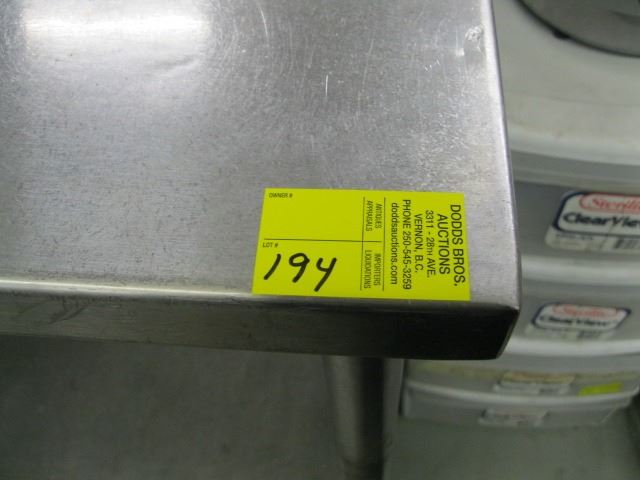 OWNER #
LOT #
194
ANTIQUES
APPRAISALS
IMPORTERS
LIQUIDATIONS
DODDS BROS.
AUCTIONS
3311 - 28TH AVE.
VERNON, B.C.
PHONE 250-545-3259
doddsauctions.com
Sterilite
ClearView
Sterilite
ClearView